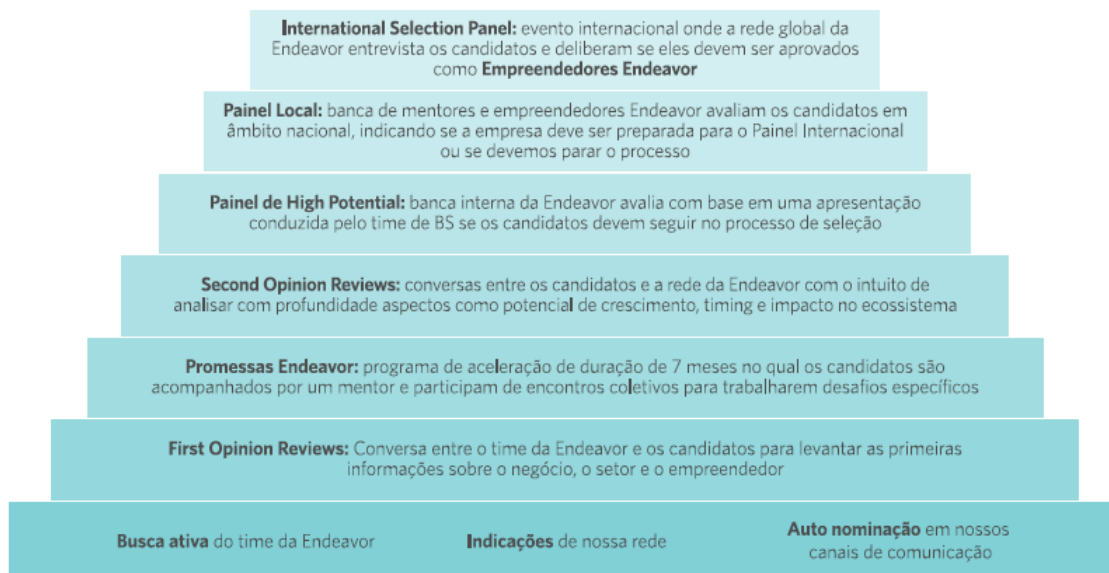 International Selection Panel: evento internacional onde a rede global da
Endeavor entrevista os candidatos e deliberam se eles devem ser aprovados
como Empreendedores Endeavor
Painel Local: banca de mentores e empreendedores Endeavor avaliam os candidatos em
âmbito nacional, indicando se a empresa deve ser preparada para o Painel Internacional
ou se devemos parar o processo
Painel de High Potential: banca interna da Endeavor avalia com base em uma apresentação
conduzida pelo time de BS se os candidatos devem seguir no processo de seleção
Second Opinion Reviews: conversas entre os candidatos e a rede da Endeavor com o intuito de
analisar com profundidade aspectos como potencial de crescimento, timing e impacto no ecossistema
Promessas Endeavor: programa de aceleração de duração de 7 meses no qual os candidatos são
acompanhados por um mentor e participam de encontros coletivos para trabalharem desafios específicos
First Opinion Reviews: Conversa entre o time da Endeavor e os candidatos para levantar as primeiras
informações sobre o negócio, o setor e o empreendedor
Busca ativa do time da Endeavor
Indicações de nossa rede
Auto nominação em nossos
canais de comunicação